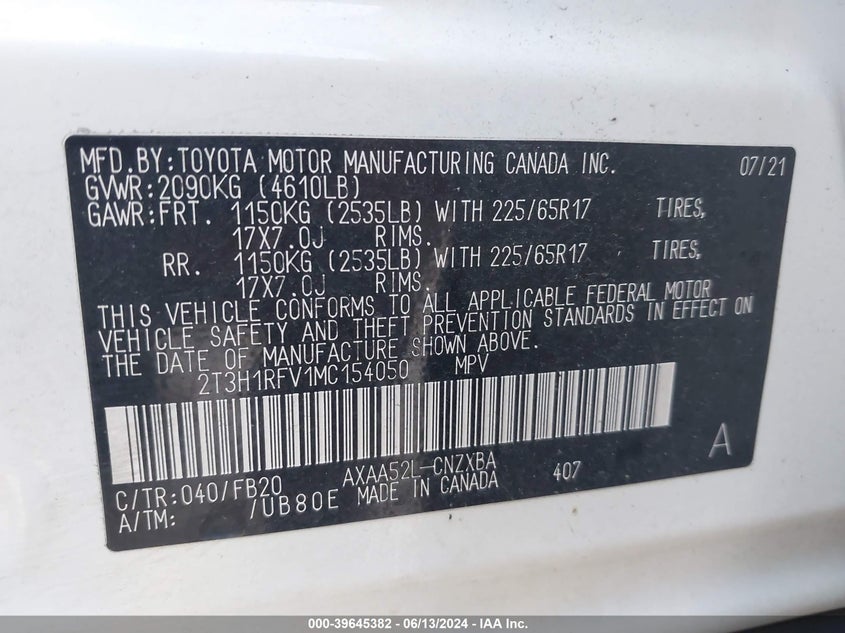 MFD.BY:TOYOTA MOTOR MANUFACTURING CANADA INC. 07/21
GVWR:2090KG (4610LB)
GAWR:FRT. 1150KG (2535LB) WITH 225/65R17 TIRES,
17X7.0J RIMS.
RR. 1150KG (2535LB) WITH 225/65R17 TIRES,
17X7.0J RIMS.
THIS VEHICLE CONFORMS TO ALL APPLICABLE FEDERAL MOTOR
VEHICLE SAFETY AND THEFT PREVENTION STANDARDS IN EFFECT ON
THE DATE OF MANUFACTURE SHOWN ABOVE.
2T3H1RFV1MC154050 MPV
A
C/TR:040/FB20 AXAA52L-CNZXBA 407
A/TM: /UB80E MADE IN CANADA
000-39645382 - 06/13/2024 - IAA Inc.